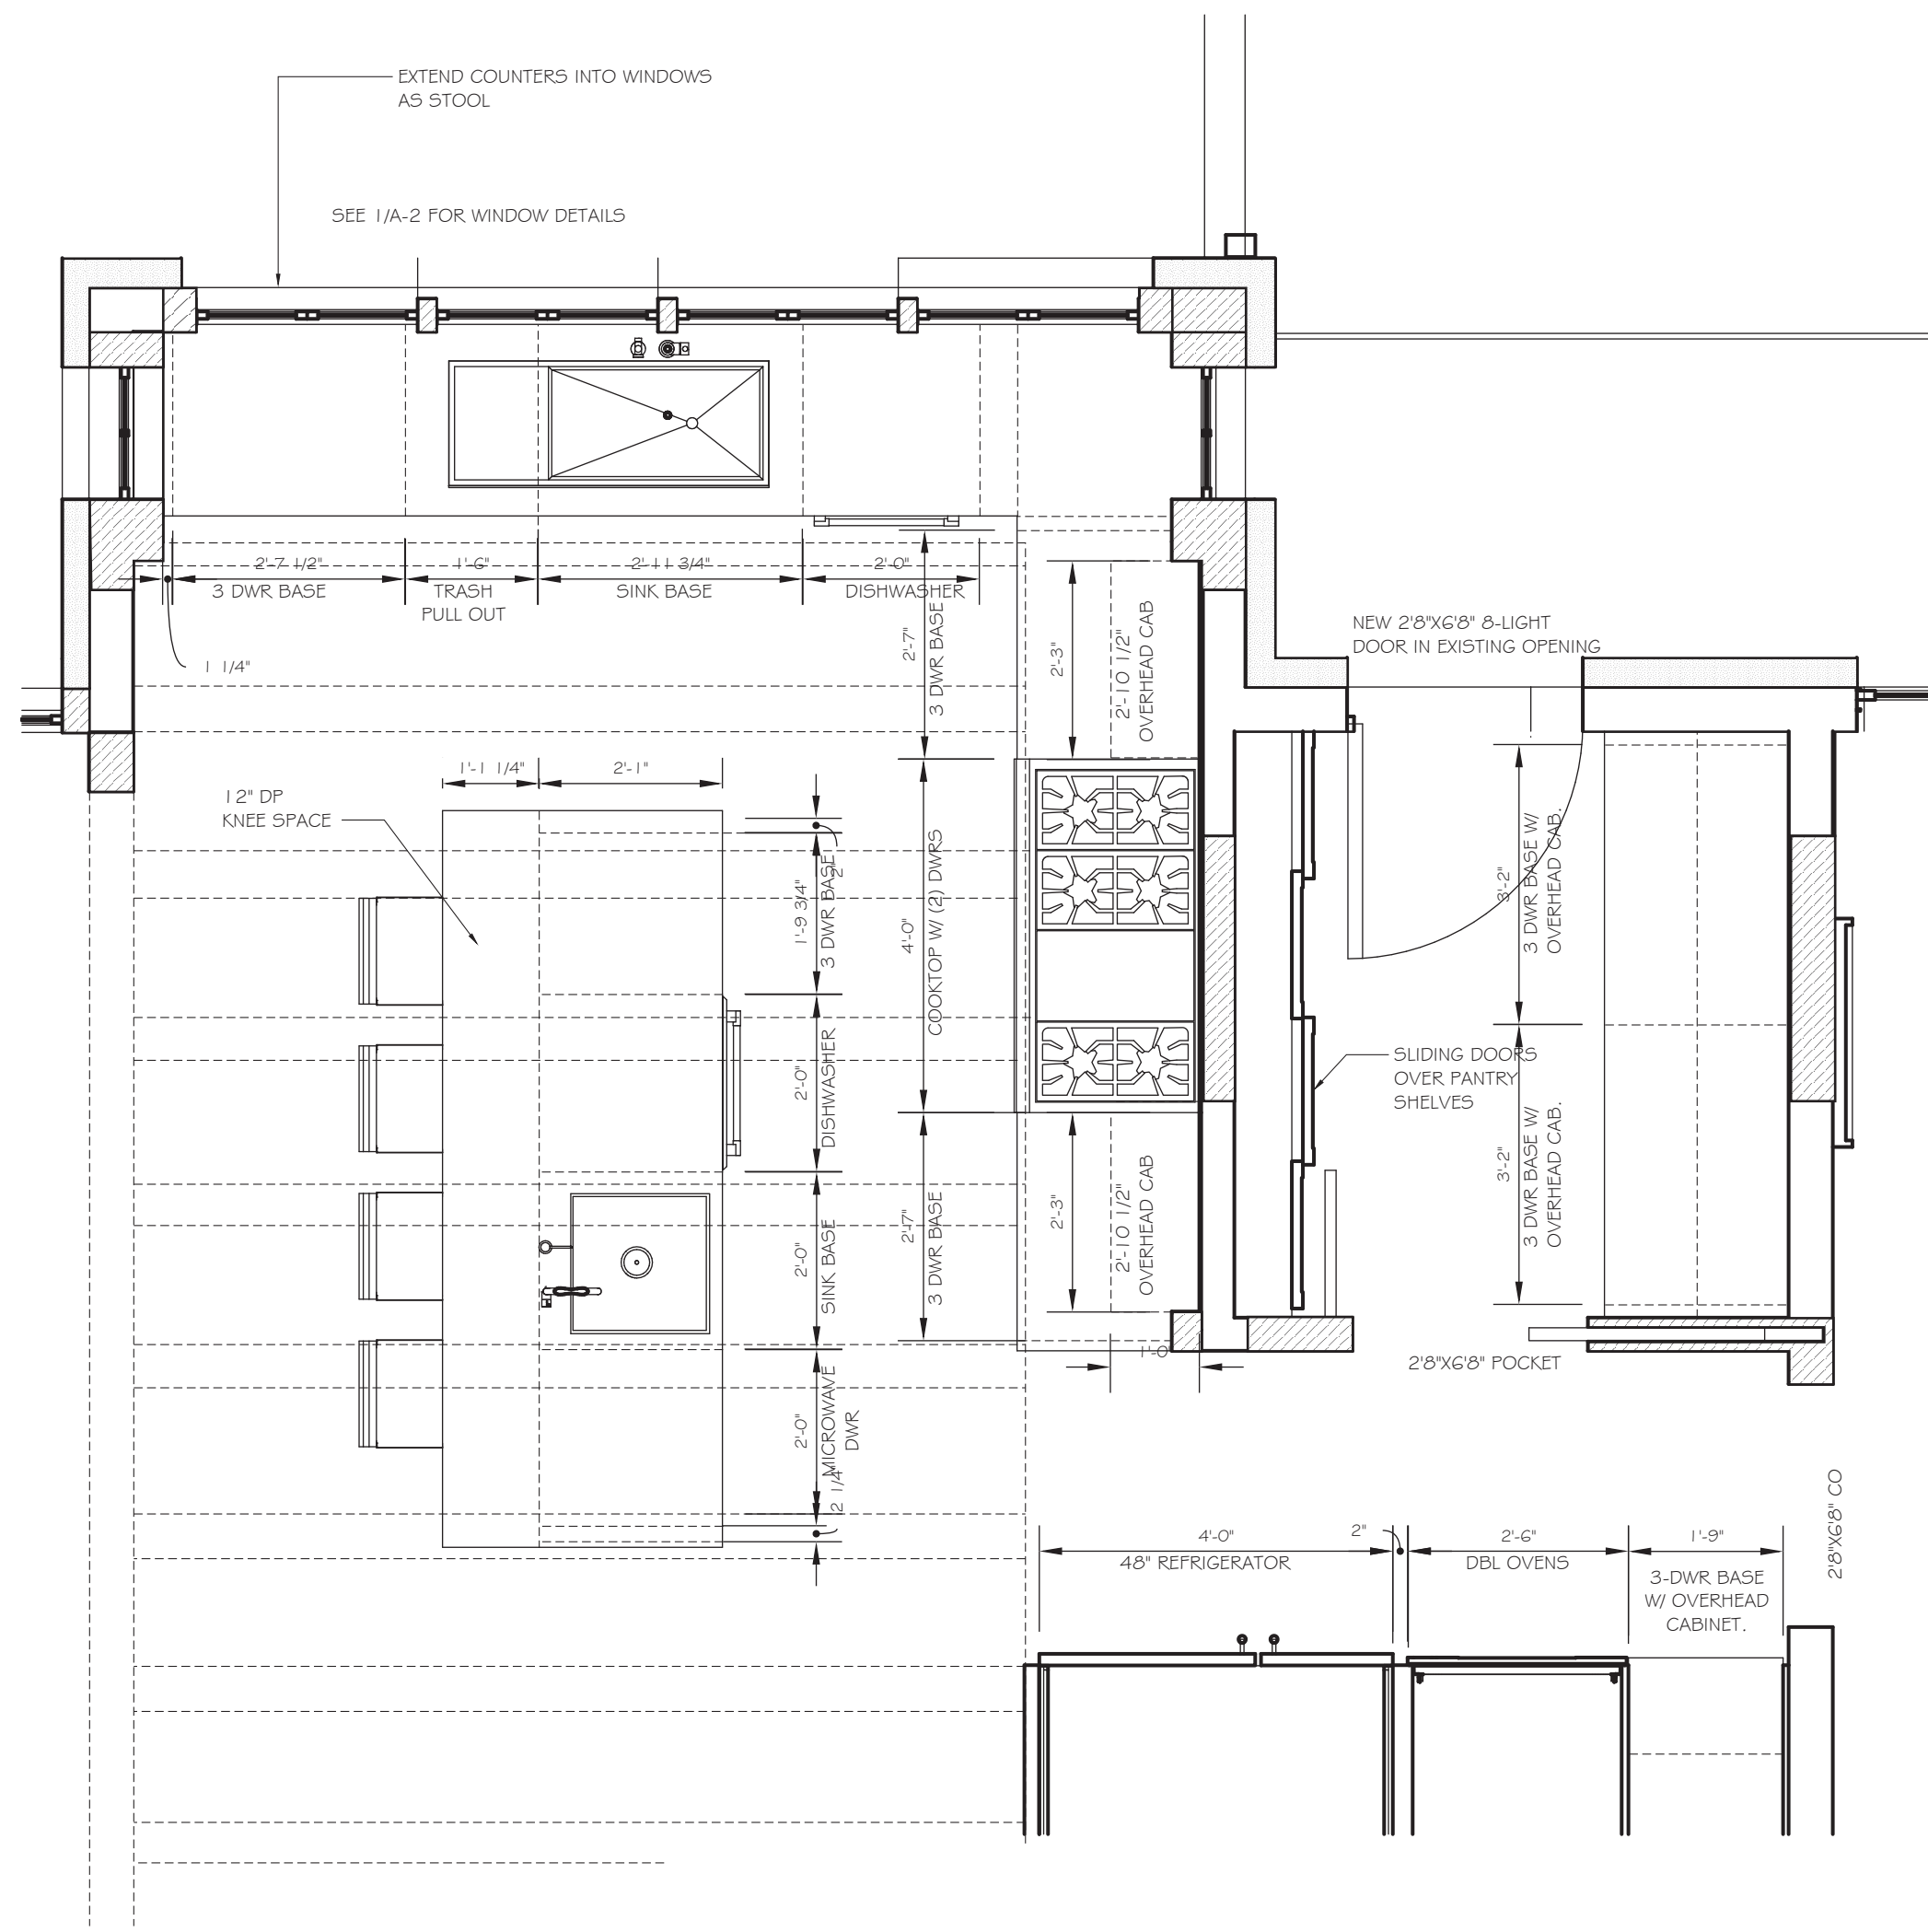 EXTEND COUNTERS INTO WINDOWS
AS STOOL
SEE 1/A-2 FOR WINDOW DETAILS
2'-7 1/2"
3 DWR BASE
1'-6"
TRASH
PULL OUT
2'-11 3/4"
SINK BASE
2'-0"
DISHWASHER
1 1/4"
2'-7"
3 DWR BASE
2'-3"
2'-10 1/2"
OVERHEAD CAB
NEW 2'8"X6'8" 8-LIGHT
DOOR IN EXISTING OPENING
1'-1 1/4"
2'-1"
12" DP
KNEE SPACE
2"
1'-9 3/4"
3 DWR BASE
4'-0"
COOKTOP W/ (2) DWRS
3'-2"
3 DWR BASE W/
OVERHEAD CAB.
2'-0"
DISHWASHER
SLIDING DOORS
OVER PANTRY
SHELVES
2'-0"
SINK BASE
2'-7"
3 DWR BASE
2'-3"
2'-10 1/2"
OVERHEAD CAB
3'-2"
3 DWR BASE W/
OVERHEAD CAB.
1'-0"
2'8"X6'8" POCKET
2'-0"
MICROWAVE
DWR
2 1/4"
4'-0"
48" REFRIGERATOR
2"
2'-6"
DBL OVENS
1'-9"
3-DWR BASE
W/ OVERHEAD
CABINET.
2'8"X6'8" CO